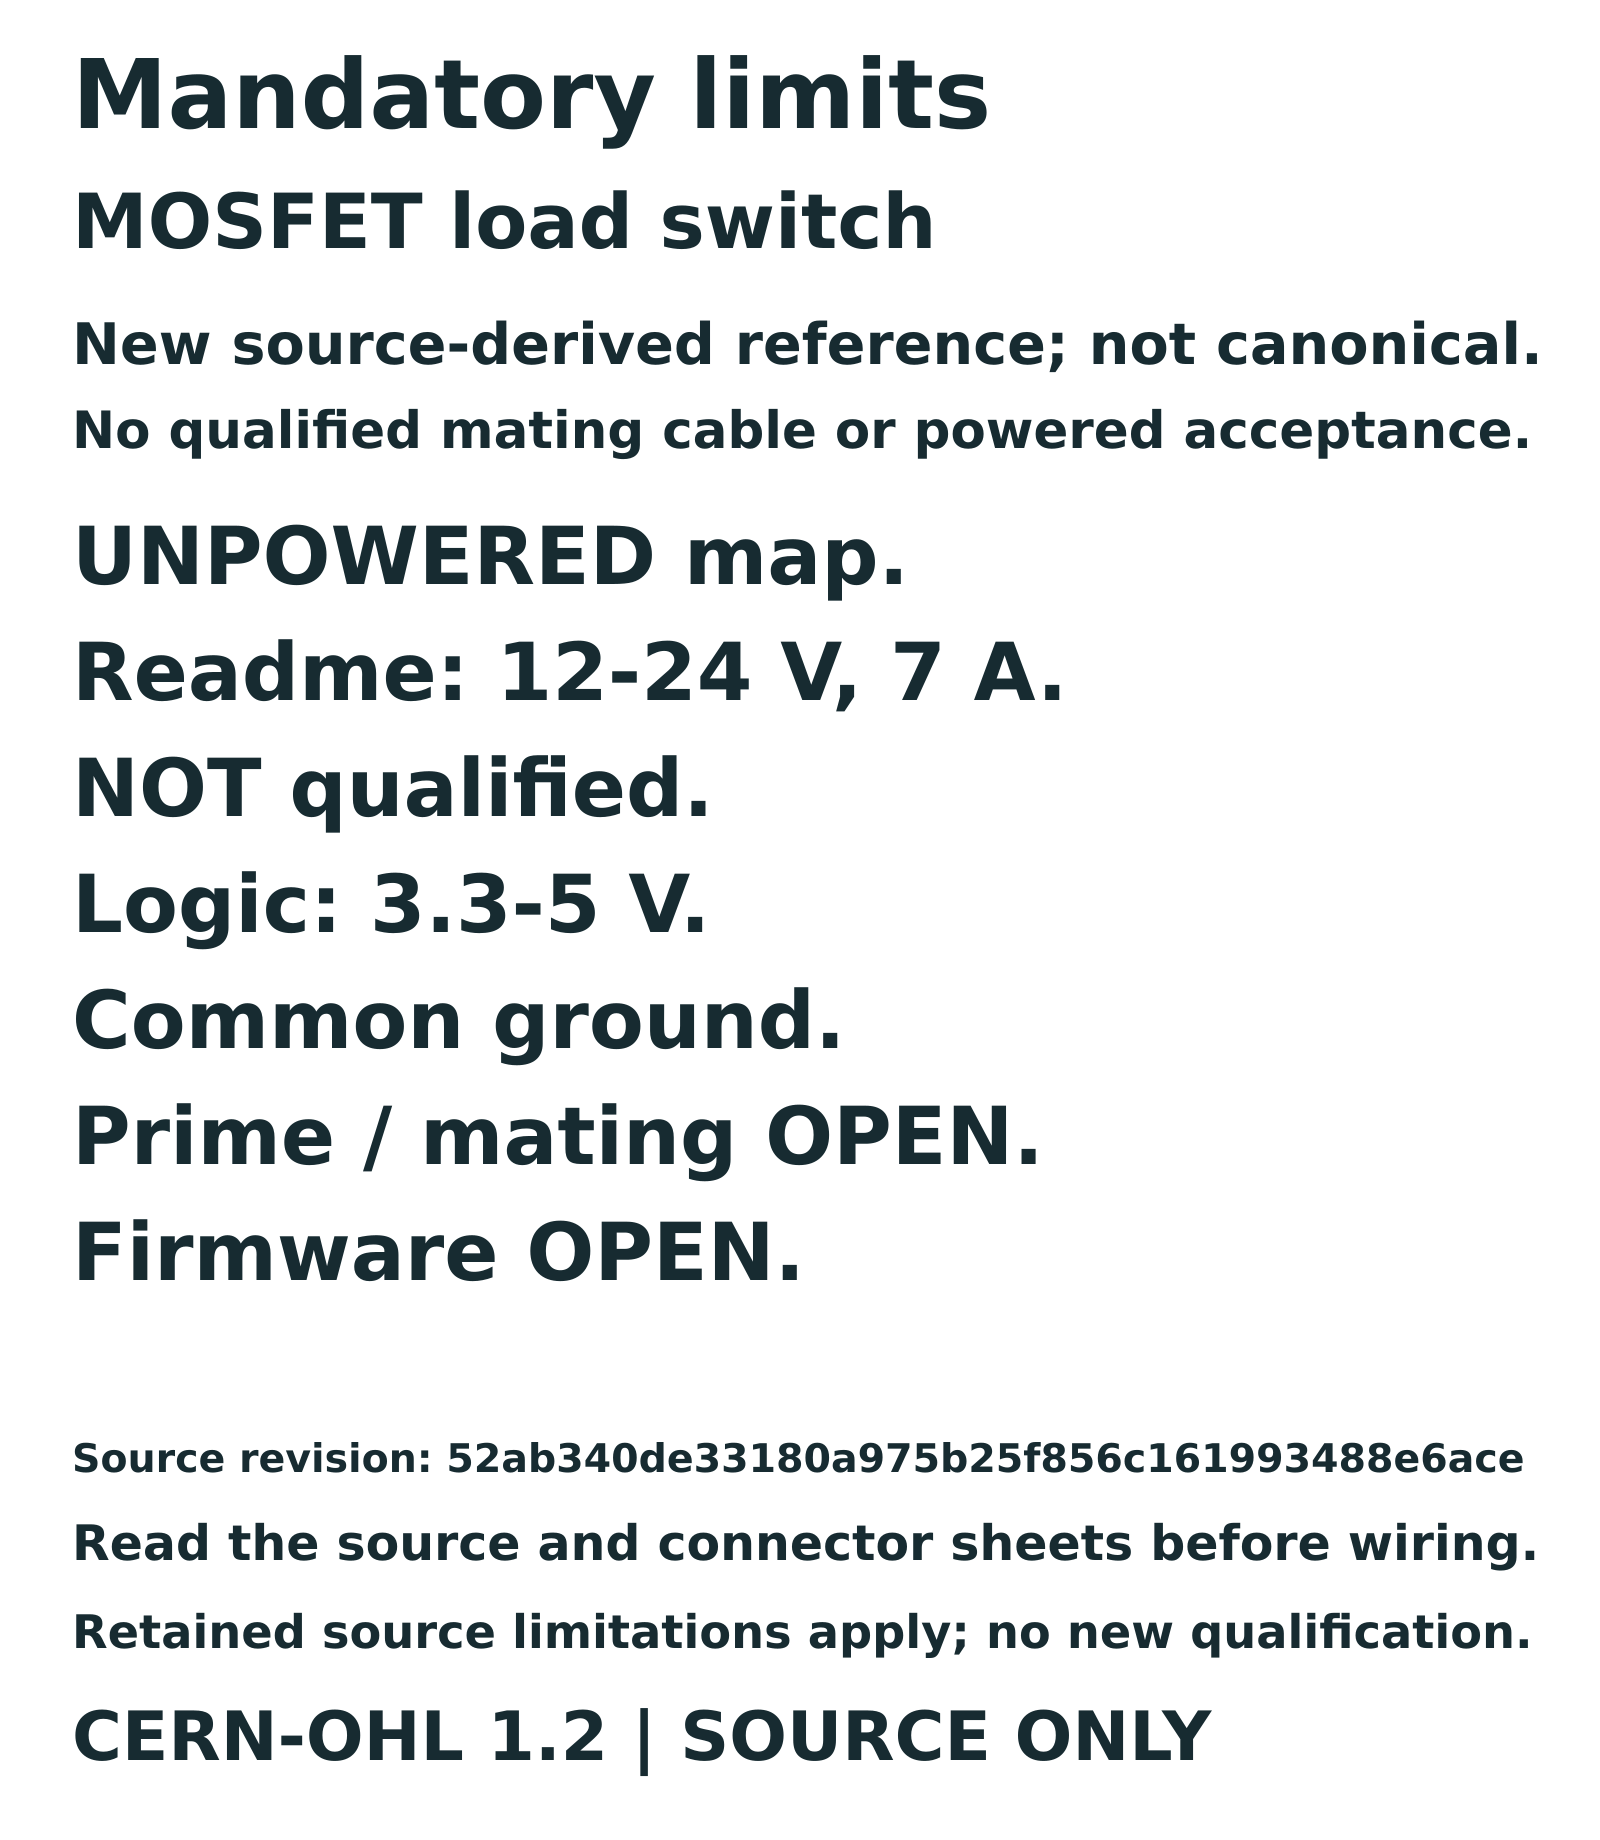 Mandatory limits
MOSFET load switch
New source-derived reference; not canonical.
No qualified mating cable or powered acceptance.
UNPOWERED map.
Readme: 12-24 V, 7 A.
NOT qualified.
Logic: 3.3-5 V.
Common ground.
Prime / mating OPEN.
Firmware OPEN.
Source revision: 52ab340de33180a975b25f856c161993488e6ace
Read the source and connector sheets before wiring.
Retained source limitations apply; no new qualification.
CERN-OHL 1.2 | SOURCE ONLY